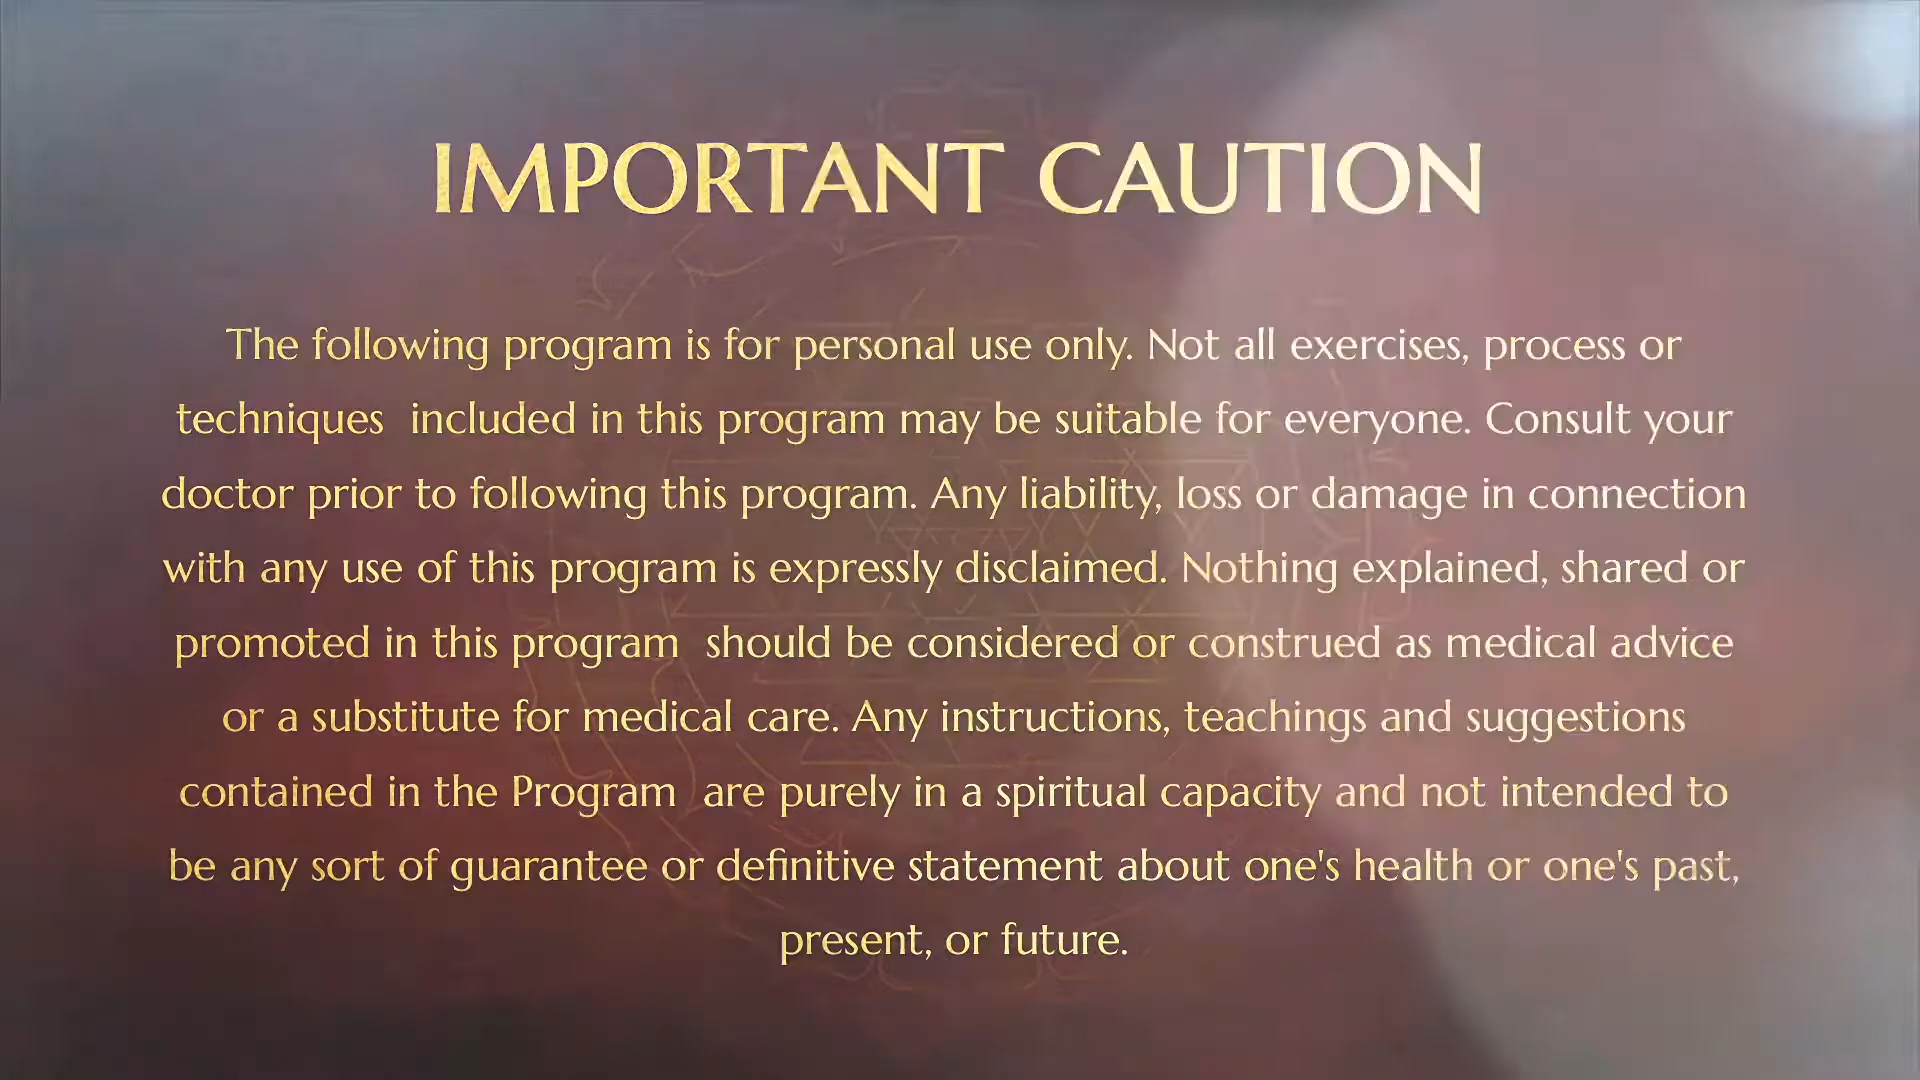 IMPORTANT CAUTION
The following program is for personal use only. Not all exercises, process or
techniques  included in this program may be suitable for everyone. Consult your
doctor prior to following this program. Any liability, loss or damage in connection
with any use of this program is expressly disclaimed. Nothing explained, shared or
promoted in this program  should be considered or construed as medical advice
or a substitute for medical care. Any instructions, teachings and suggestions
contained in the Program  are purely in a spiritual capacity and not intended to
be any sort of guarantee or definitive statement about one's health or one's past,
present, or future.